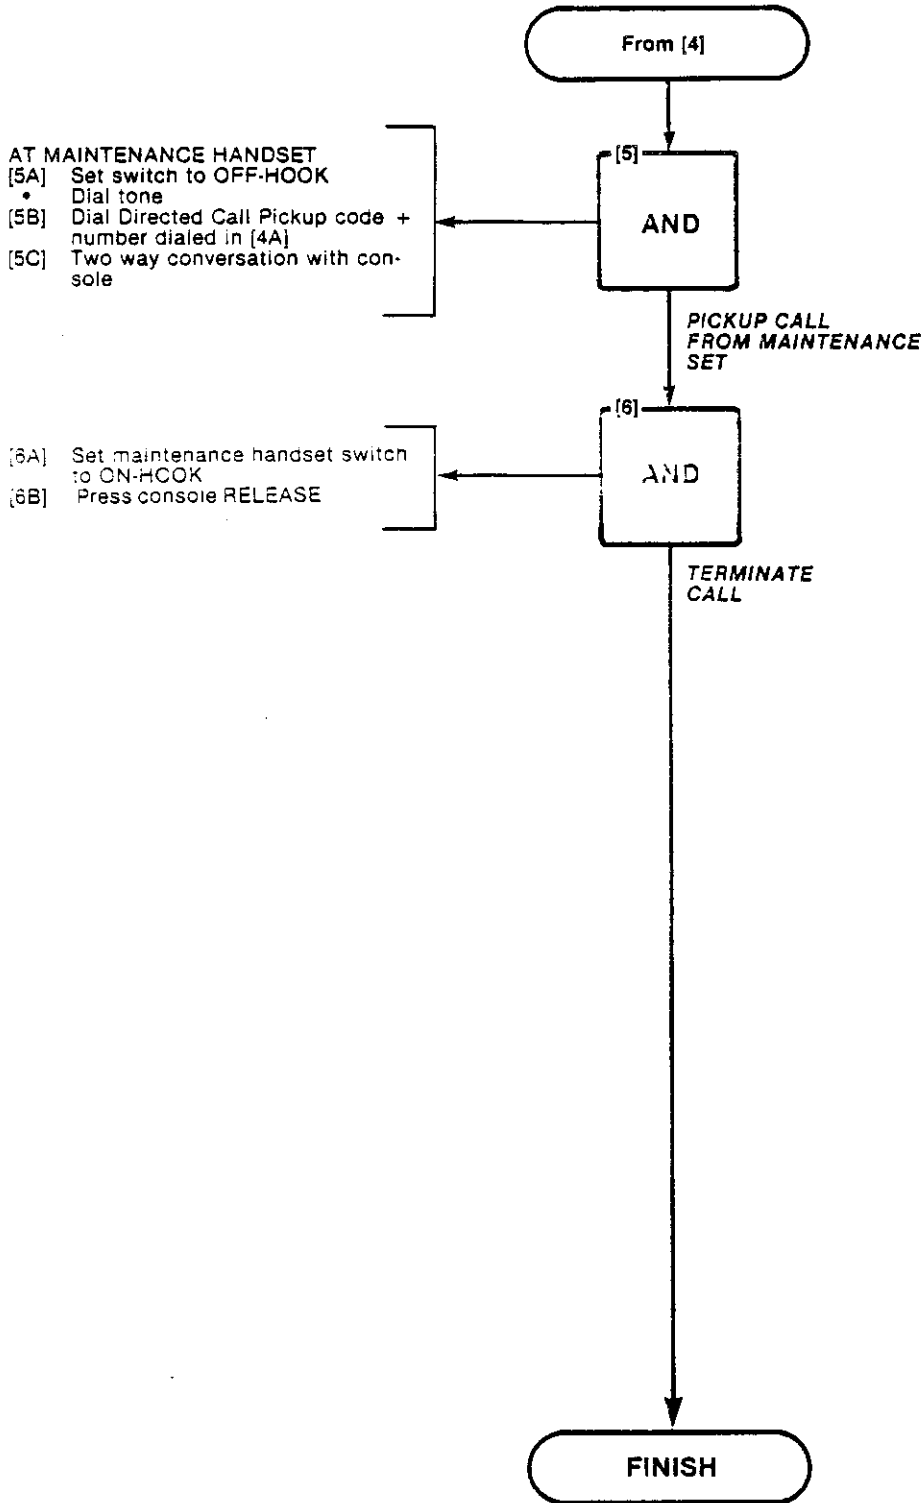 From [4]
AT MAINTENANCE HANDSET
[5A] Set switch to OFF-HOOK
• Dial tone
[5B] Dial Directed Call Pickup code +
number dialed in [4A]
[5C] Two way conversation with con-
sole
[5]
AND
PICKUP CALL
FROM MAINTENANCE
SET
[6A] Set maintenance handset switch
to ON-HOOK
[6B] Press console RELEASE
[6]
AND
TERMINATE
CALL
FINISH